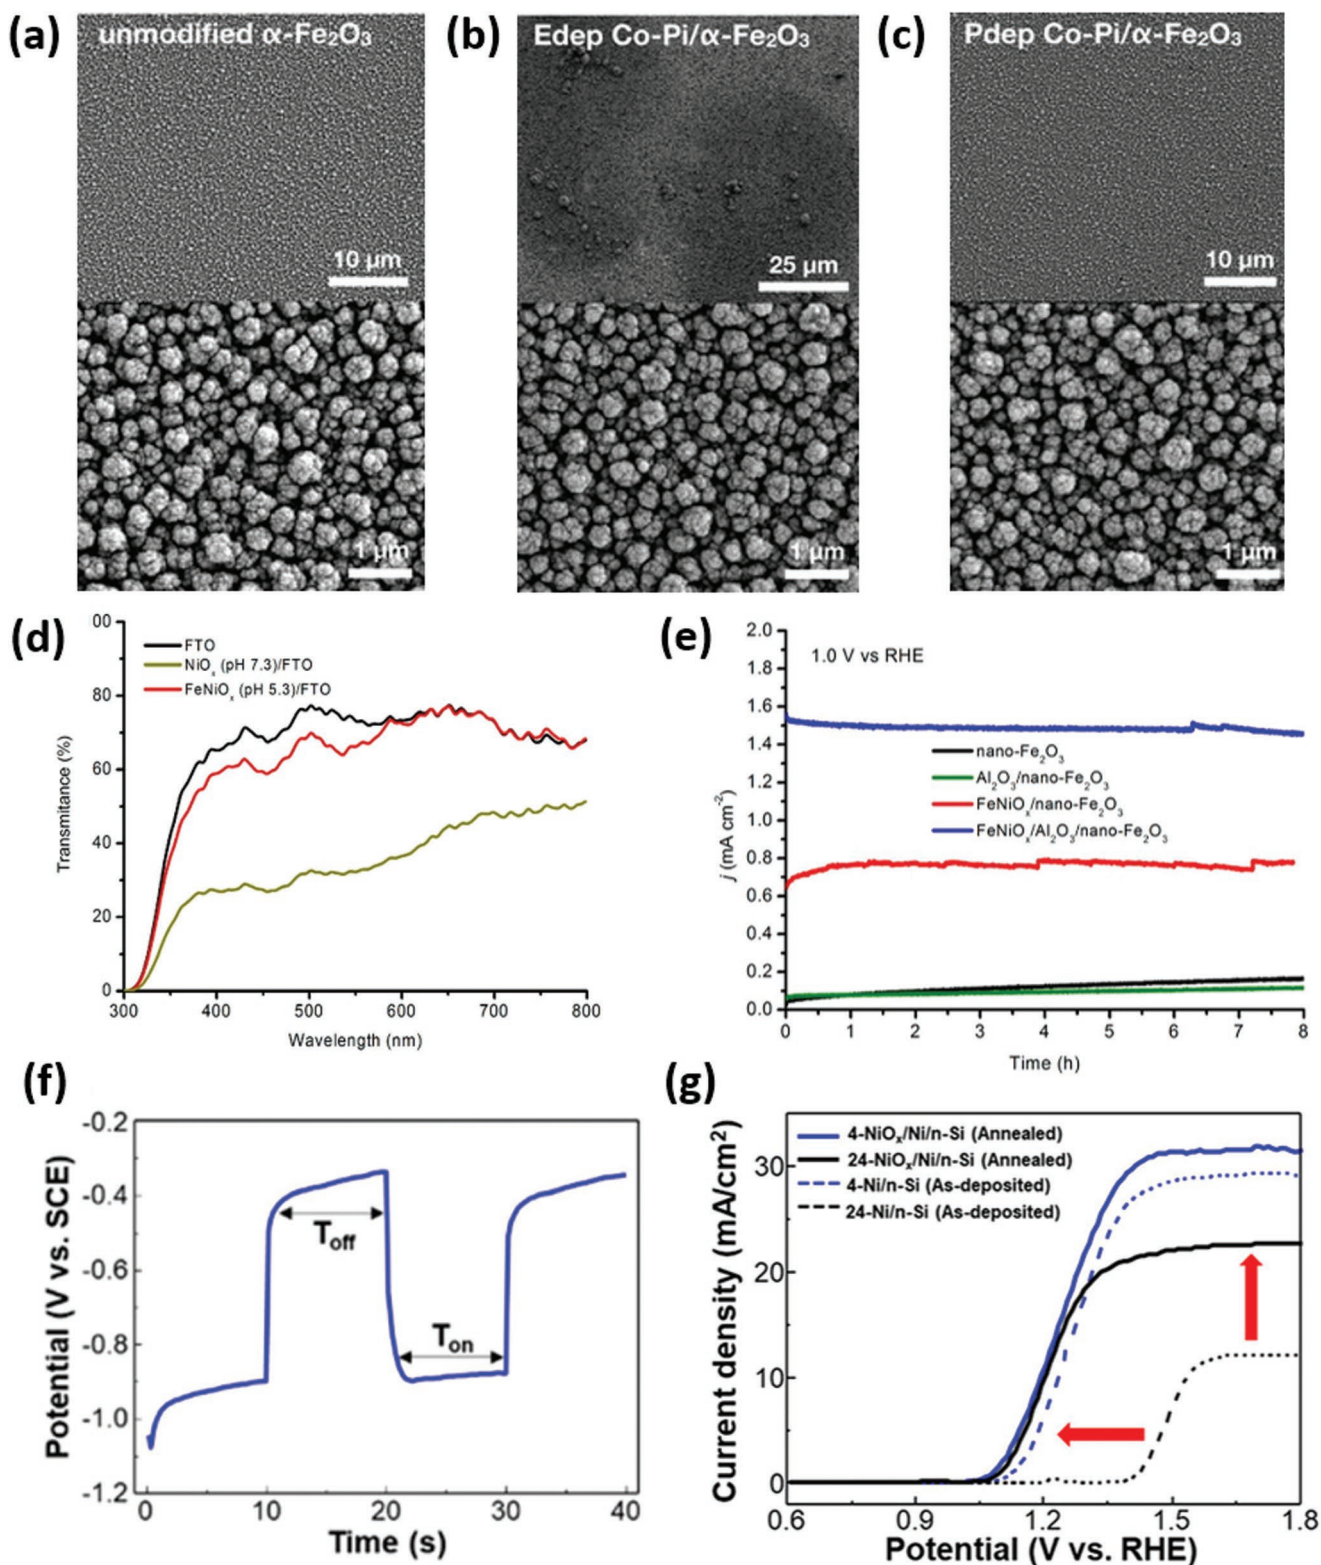 (a)
unmodified α-Fe₂O₃
10 μm
1 μm
(b)
Edep Co-Pi/α-Fe₂O₃
25 μm
1 μm
(c)
Pdep Co-Pi/α-Fe₂O₃
10 μm
1 μm
(d)
00
80
60
40
20
0
Transmitance (%)
FTO
NiOₓ (pH 7.3)/FTO
FeNiOₓ (pH 5.3)/FTO
300 400 500 600 700 800
Wavelength (nm)
(e)
2.0
1.8
1.6
1.4
1.2
1.0
0.8
0.6
0.4
0.2
0.0
j (mA cm⁻²)
1.0 V vs RHE
nano-Fe₂O₃
Al₂O₃/nano-Fe₂O₃
FeNiOₓ/nano-Fe₂O₃
FeNiOₓ/Al₂O₃/nano-Fe₂O₃
0 1 2 3 4 5 6 7 8
Time (h)
(f)
-0.2
-0.4
-0.6
-0.8
-1.0
-1.2
Potential (V vs. SCE)
Toff
Ton
0 10 20 30 40
Time (s)
(g)
30
20
10
0
Current density (mA/cm²)
4-NiOₓ/Ni/n-Si (Annealed)
24-NiOₓ/Ni/n-Si (Annealed)
4-Ni/n-Si (As-deposited)
24-Ni/n-Si (As-deposited)
0.6 0.9 1.2 1.5 1.8
Potential (V vs. RHE)